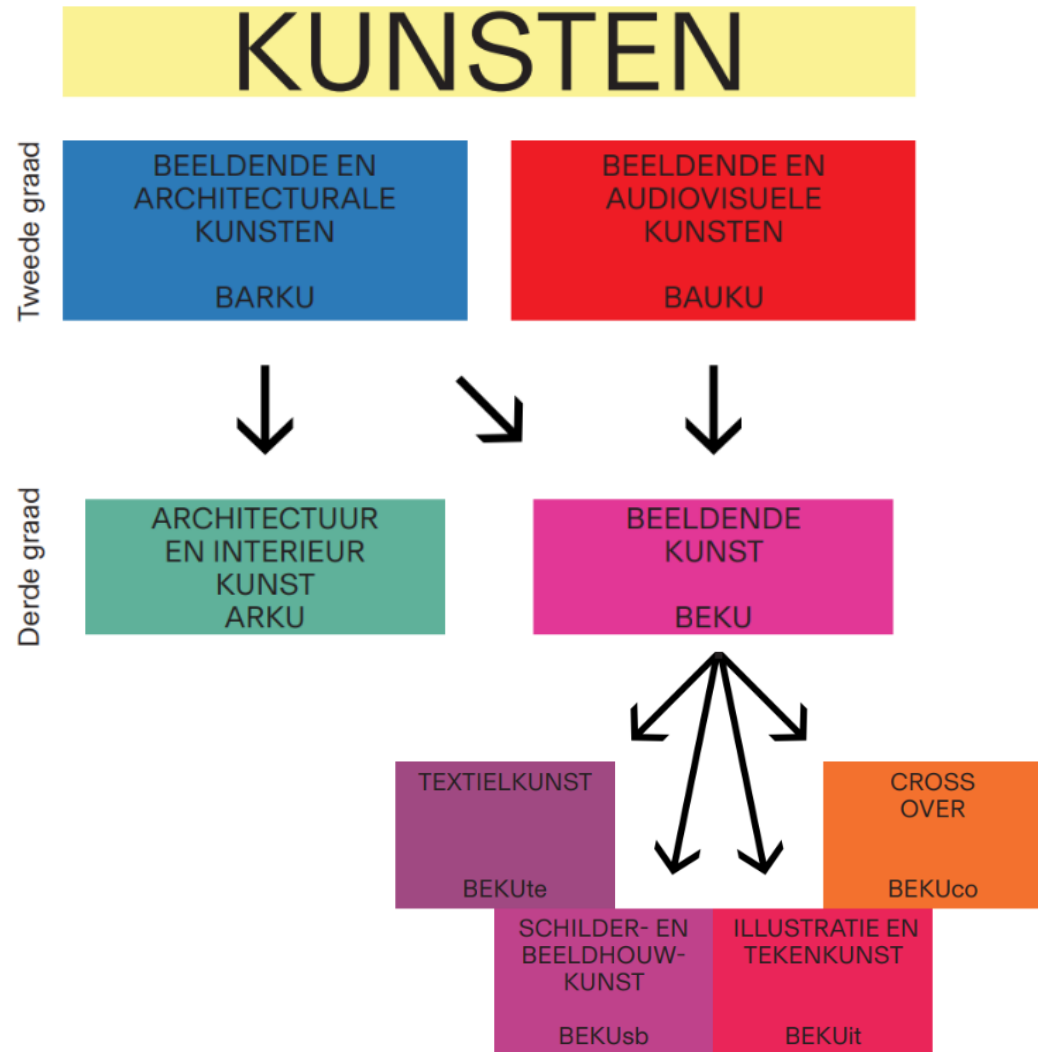 KUNSTEN
Tweede graad
BEELDENDE EN
ARCHITECTURALE
KUNSTEN
BARKU
BEELDENDE EN
AUDIOVISUELE
KUNSTEN
BAUKU
Derde graad
ARCHITECTUUR
EN INTERIEUR
KUNST
ARKU
BEELDENDE
KUNST
BEKU
TEXTIELKUNST
BEKUte
CROSS
OVER
BEKUco
SCHILDER- EN
BEELDHOUW-
KUNST
BEKUsb
ILLUSTRATIE EN
TEKENKUNST
BEKUit